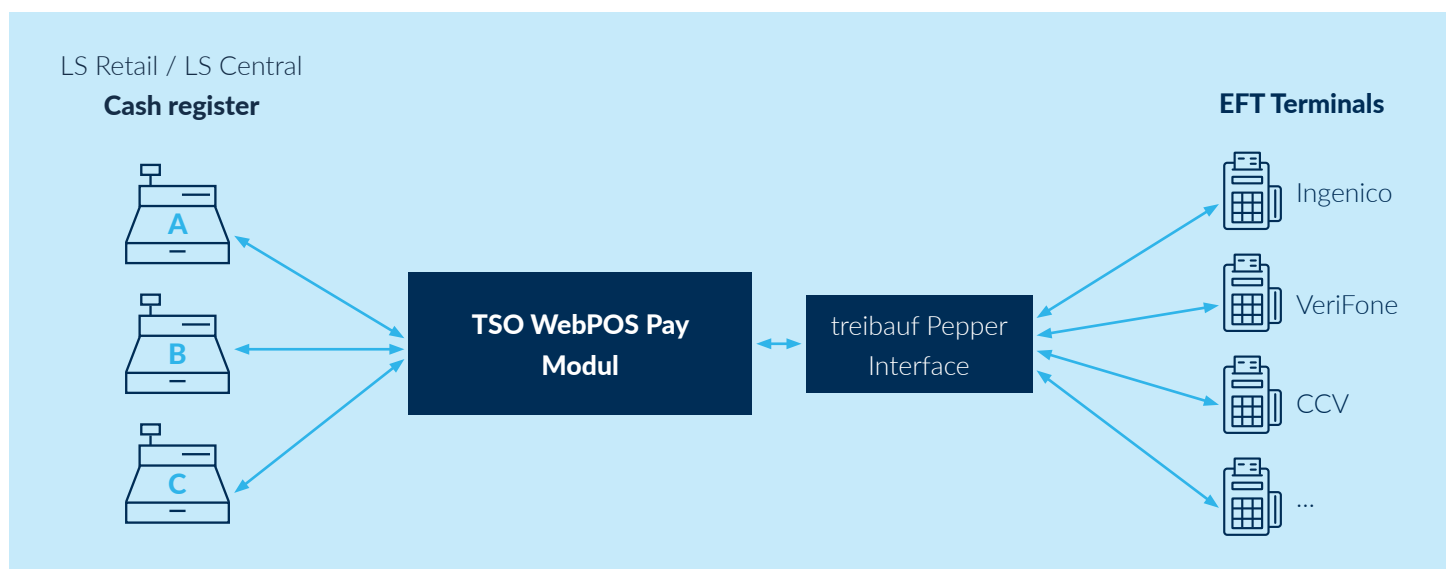 LS Retail / LS Central
Cash register
EFT Terminals
A
B
C
TSO WebPOS Pay
Modul
treibauf Pepper
Interface
Ingenico
VeriFone
CCV
...